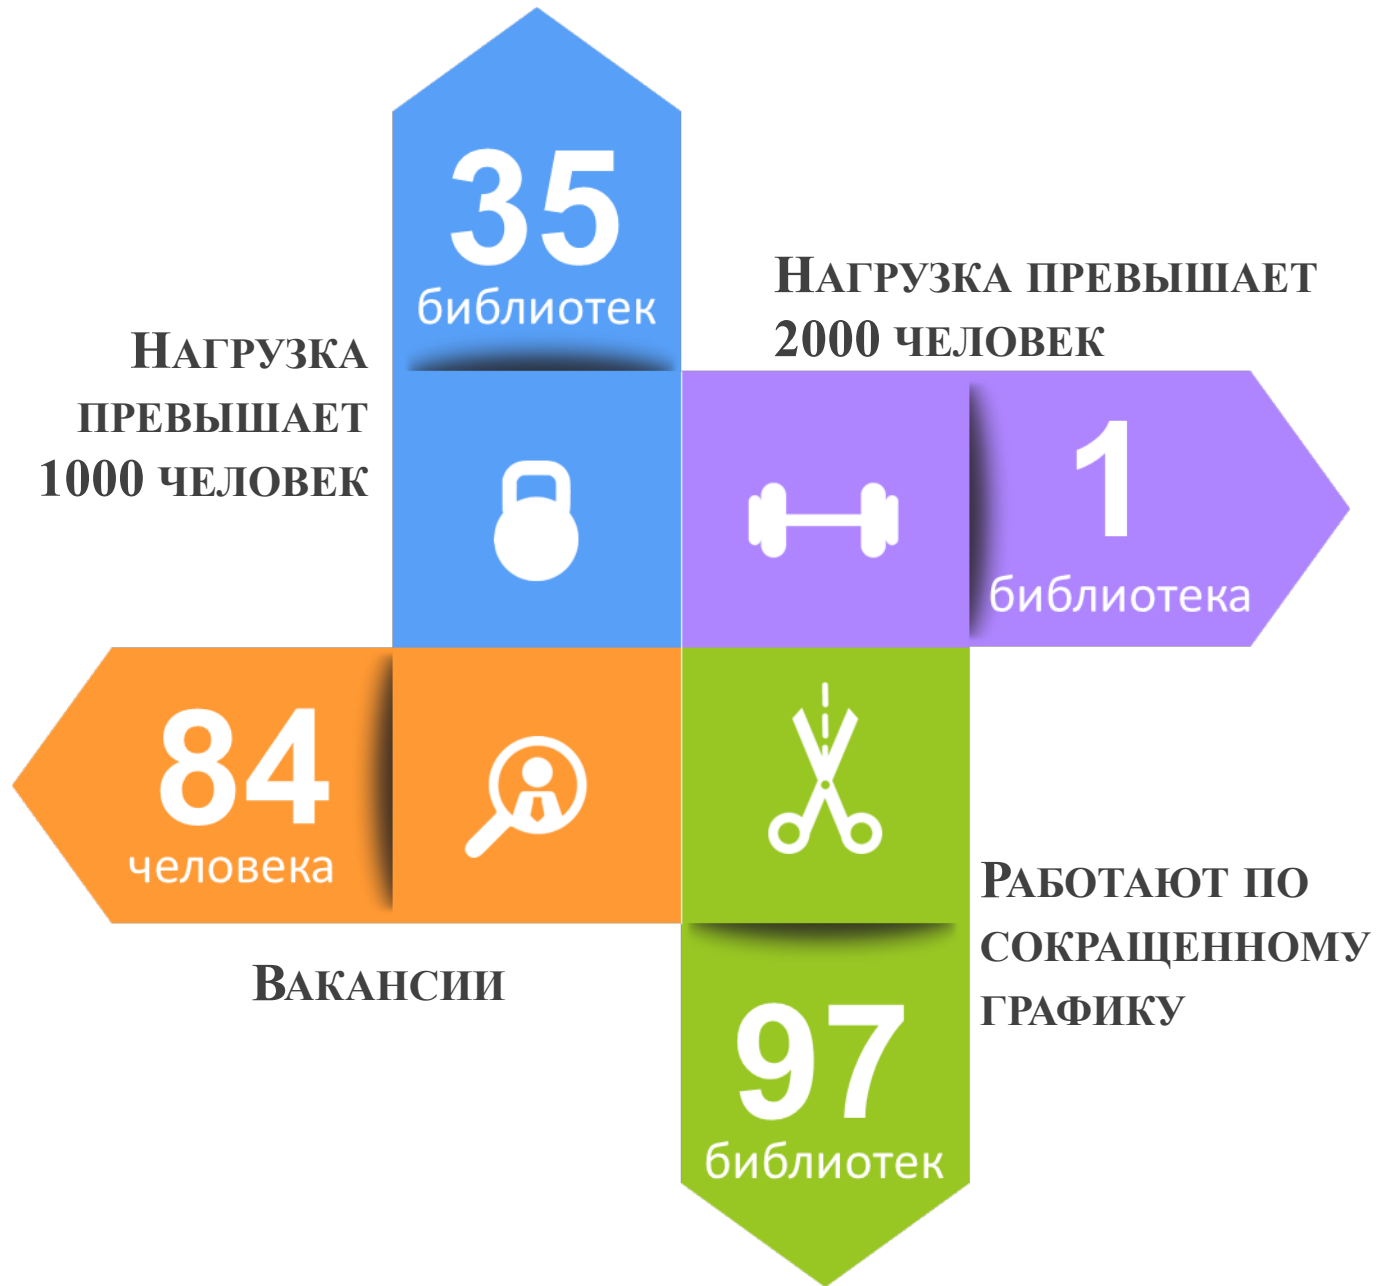 35
библиотек
Нагрузка
превышает
1000 человек
Нагрузка превышает
2000 человек
1
библиотека
84
человека
Вакансии
Работают по
сокращенному
графику
97
библиотек